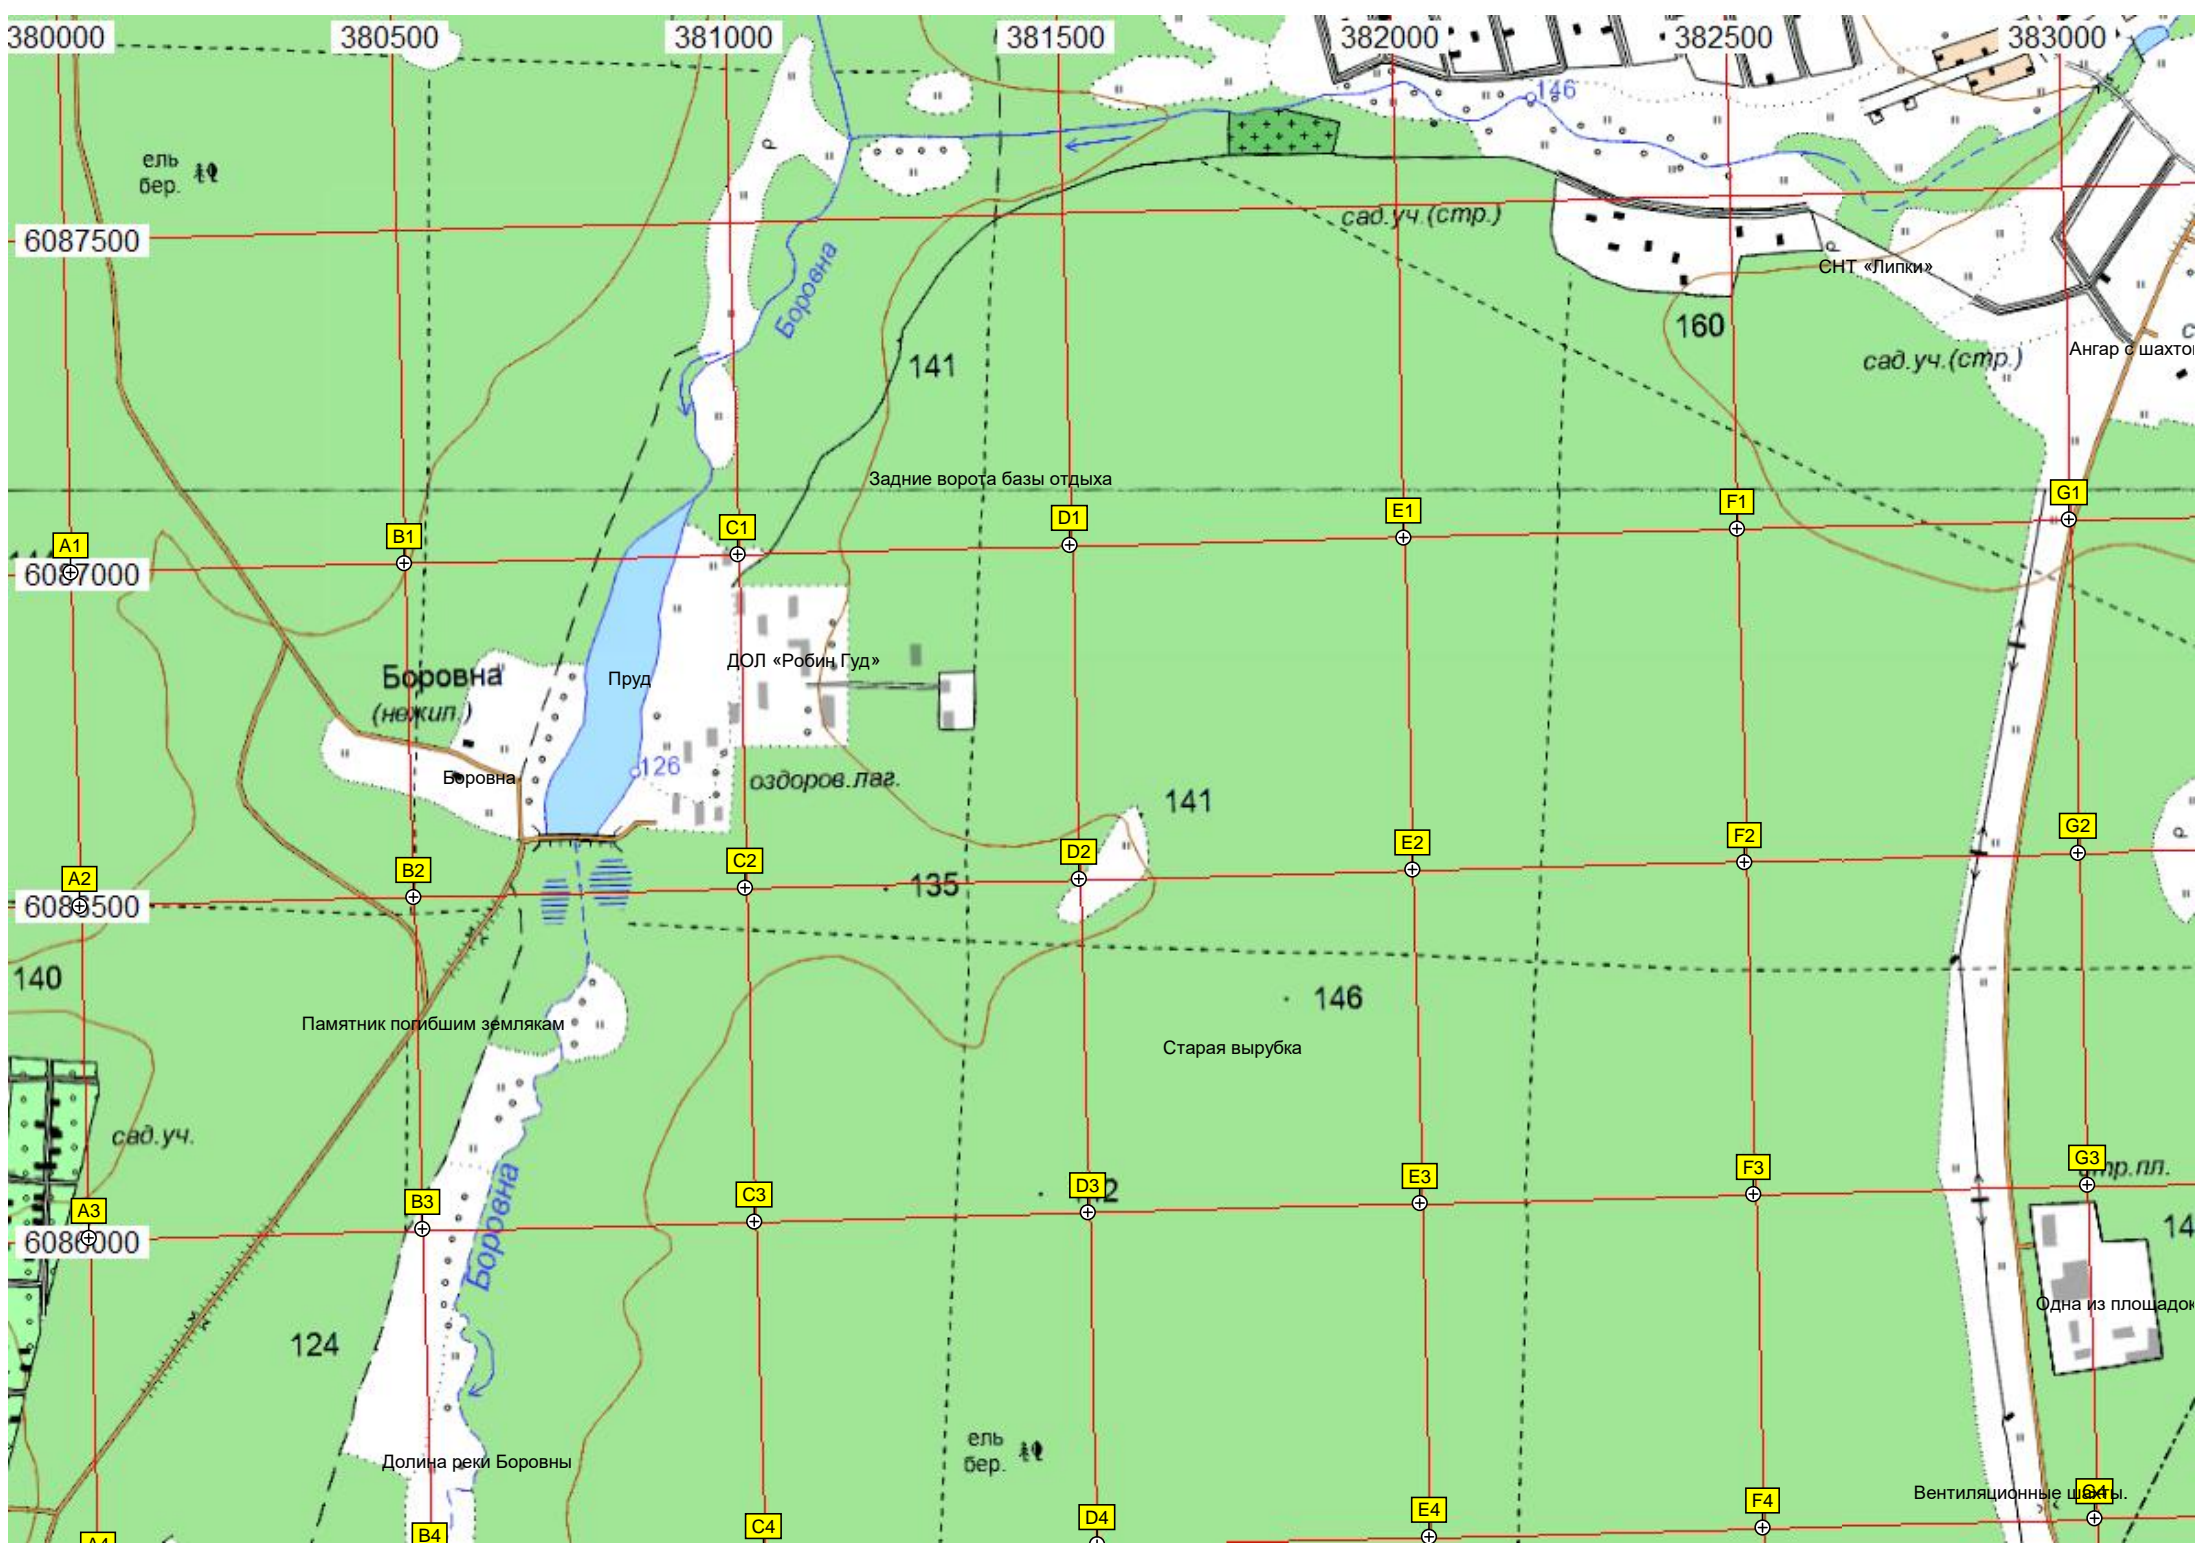 380000 380500 381000 381500 382000 382500 383000
146
ель
бер.
сад.уч.(стр.)
6087500
Боровна
СНТ «Липки»
160
141
сад.уч.(стр.)
Задние ворота базы отдыха
A1 B1 C1 D1 E1 F1 G1
6087000
Боровна
(нежил.)
Пруд
ДОЛ «Робин Гуд»
126
Боровна
оздоров.лаг.
141
A2 B2 C2 D2 E2 F2 G2
135
140
146
Памятник погибшим землякам
Старая вырубка
сад.уч.
A3 B3 C3 D3 E3 F3 G3
Боровна
124
Одна из площадок
ель
бер.
Долина реки Боровны
Вентиляционные шахты.
A4 B4 C4 D4 E4 F4 G4